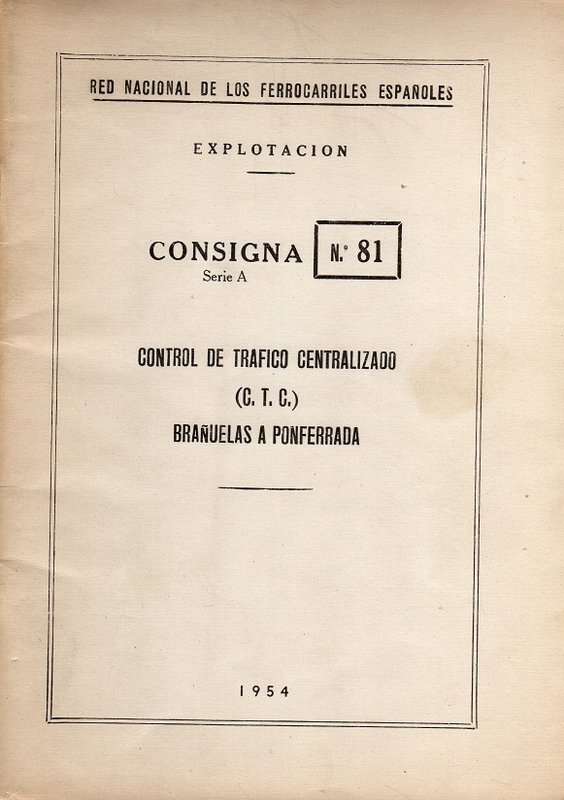 RED NACIONAL DE LOS FERROCARRILES ESPAÑOLES
EXPLOTACION
CONSIGNA N.º 81
Serie A
CONTROL DE TRAFICO CENTRALIZADO
(C. T. C.)
BRAÑUELAS A PONFERRADA
1954